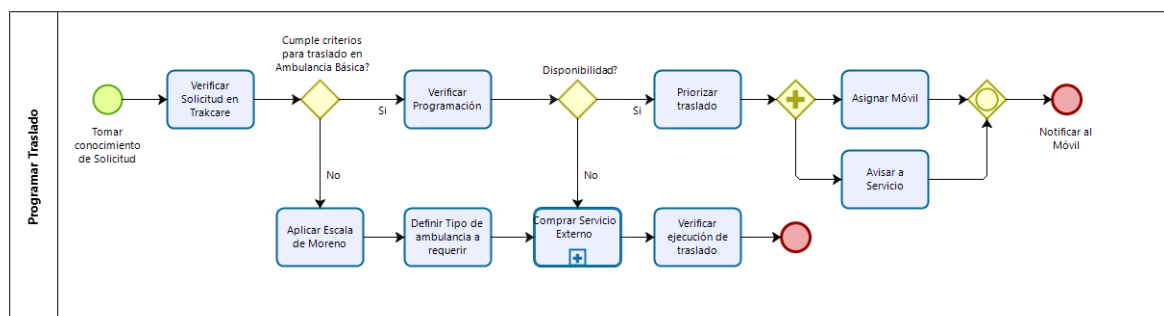 Programar Traslado
Tomar
conocimiento
de Solicitud
Verificar
Solicitud en
Trakcare
Cumple criterios
para traslado en
Ambulancia Básica?
Si
No
Verificar
Programación
Disponibilidad?
Si
No
Priorizar
traslado
Asignar Móvil
Avisar a
Servicio
Notificar al
Móvil
Aplicar Escala
de Moreno
Definir Tipo de
ambulancia a
requerir
Comprar Servicio
Externo
Verificar
ejecución de
traslado